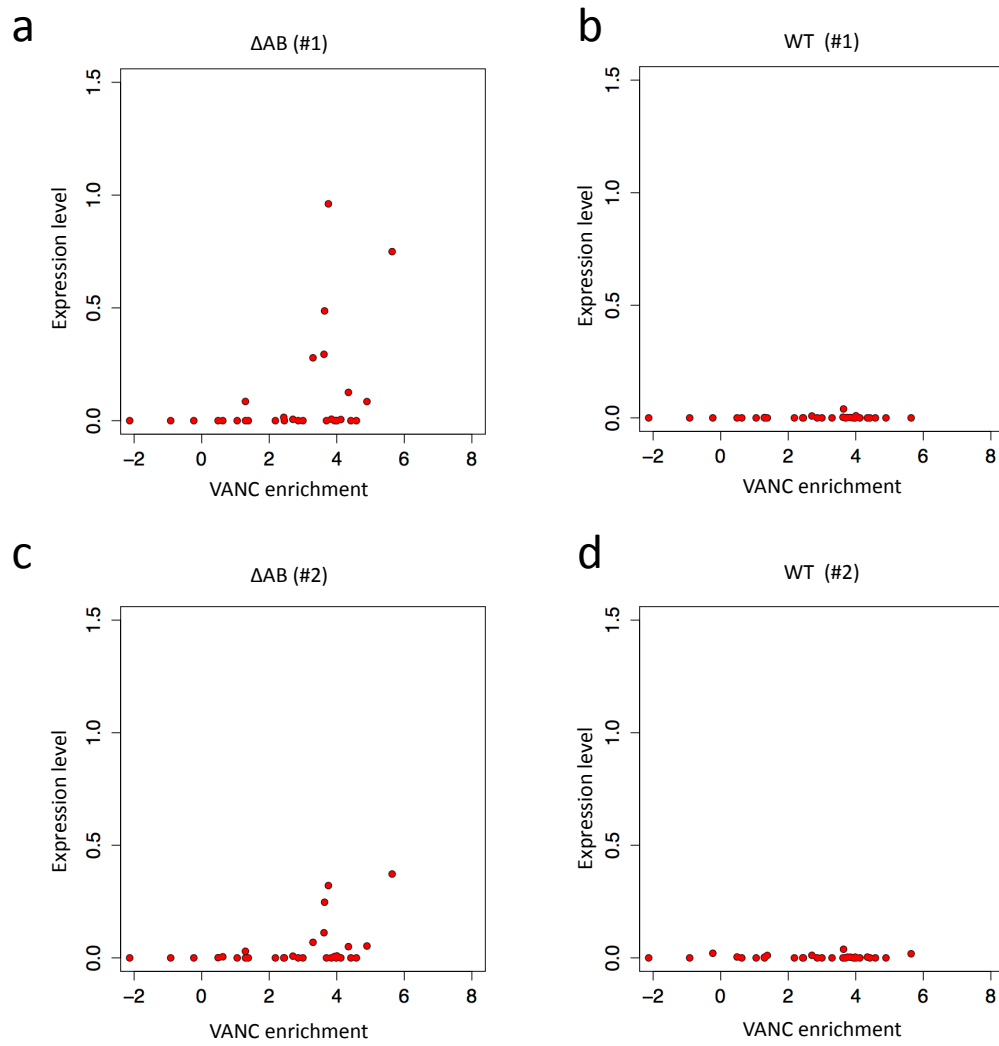 a
ΔAB (#1)
1.5
1.0
0.5
0.0
Expression level
−2 0 2 4 6 8
VANC enrichment
b
WT (#1)
1.5
1.0
0.5
0.0
Expression level
−2 0 2 4 6 8
VANC enrichment
c
ΔAB (#2)
1.5
1.0
0.5
0.0
Expression level
−2 0 2 4 6 8
VANC enrichment
d
WT (#2)
1.5
1.0
0.5
0.0
Expression level
−2 0 2 4 6 8
VANC enrichment